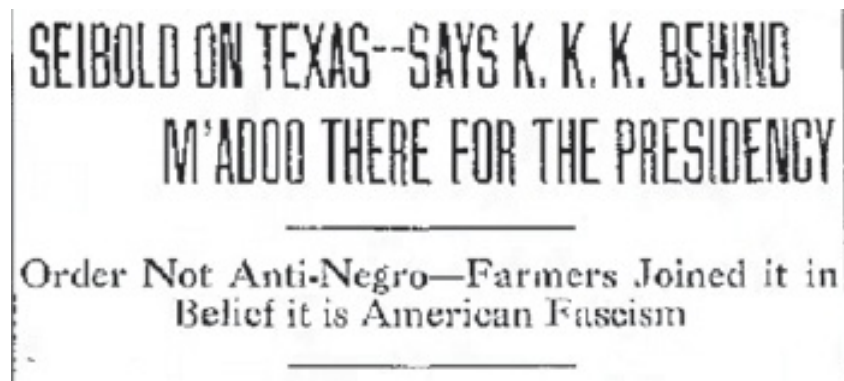 SEIBOLD ON TEXAS--SAYS K. K. K. BEHIND
M'ADOO THERE FOR THE PRESIDENCY
Order Not Anti-Negro—Farmers Joined it in
Belief it is American Fascism